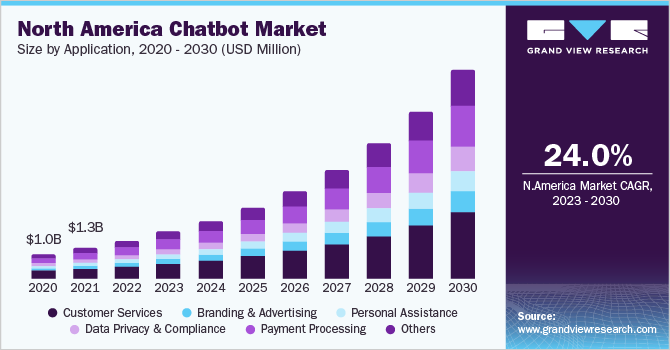 North America Chatbot Market
Size by Application, 2020 - 2030 (USD Million)
$1.0B
$1.3B
2020 2021 2022 2023 2024 2025 2026 2027 2028 2029 2030
Customer Services Branding & Advertising Personal Assistance
Data Privacy & Compliance Payment Processing Others
GRAND VIEW RESEARCH
24.0%
N.America Market CAGR,
2023 - 2030
Source:
www.grandviewresearch.com